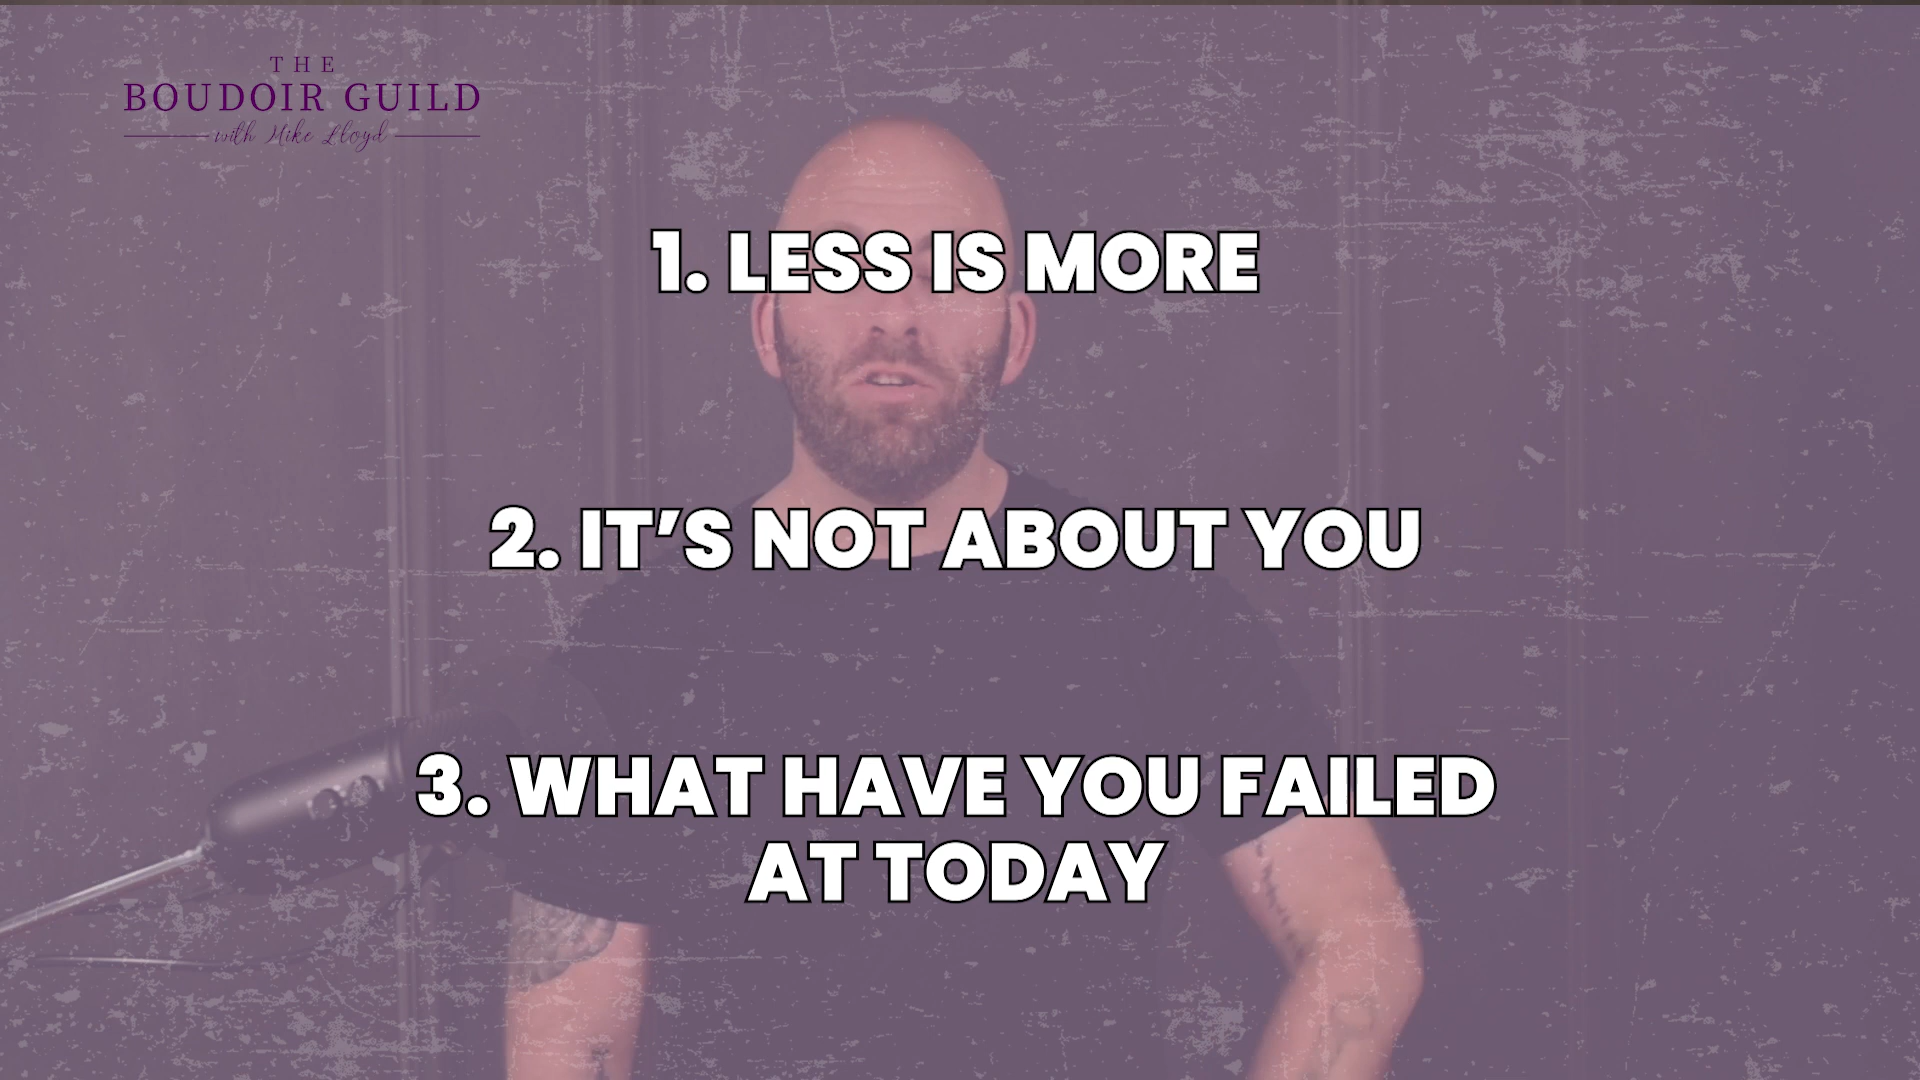 THE
BOUDOIR GUILD
with Mike Lloyd
1. LESS IS MORE
2. IT’S NOT ABOUT YOU
3. WHAT HAVE YOU FAILED
AT TODAY